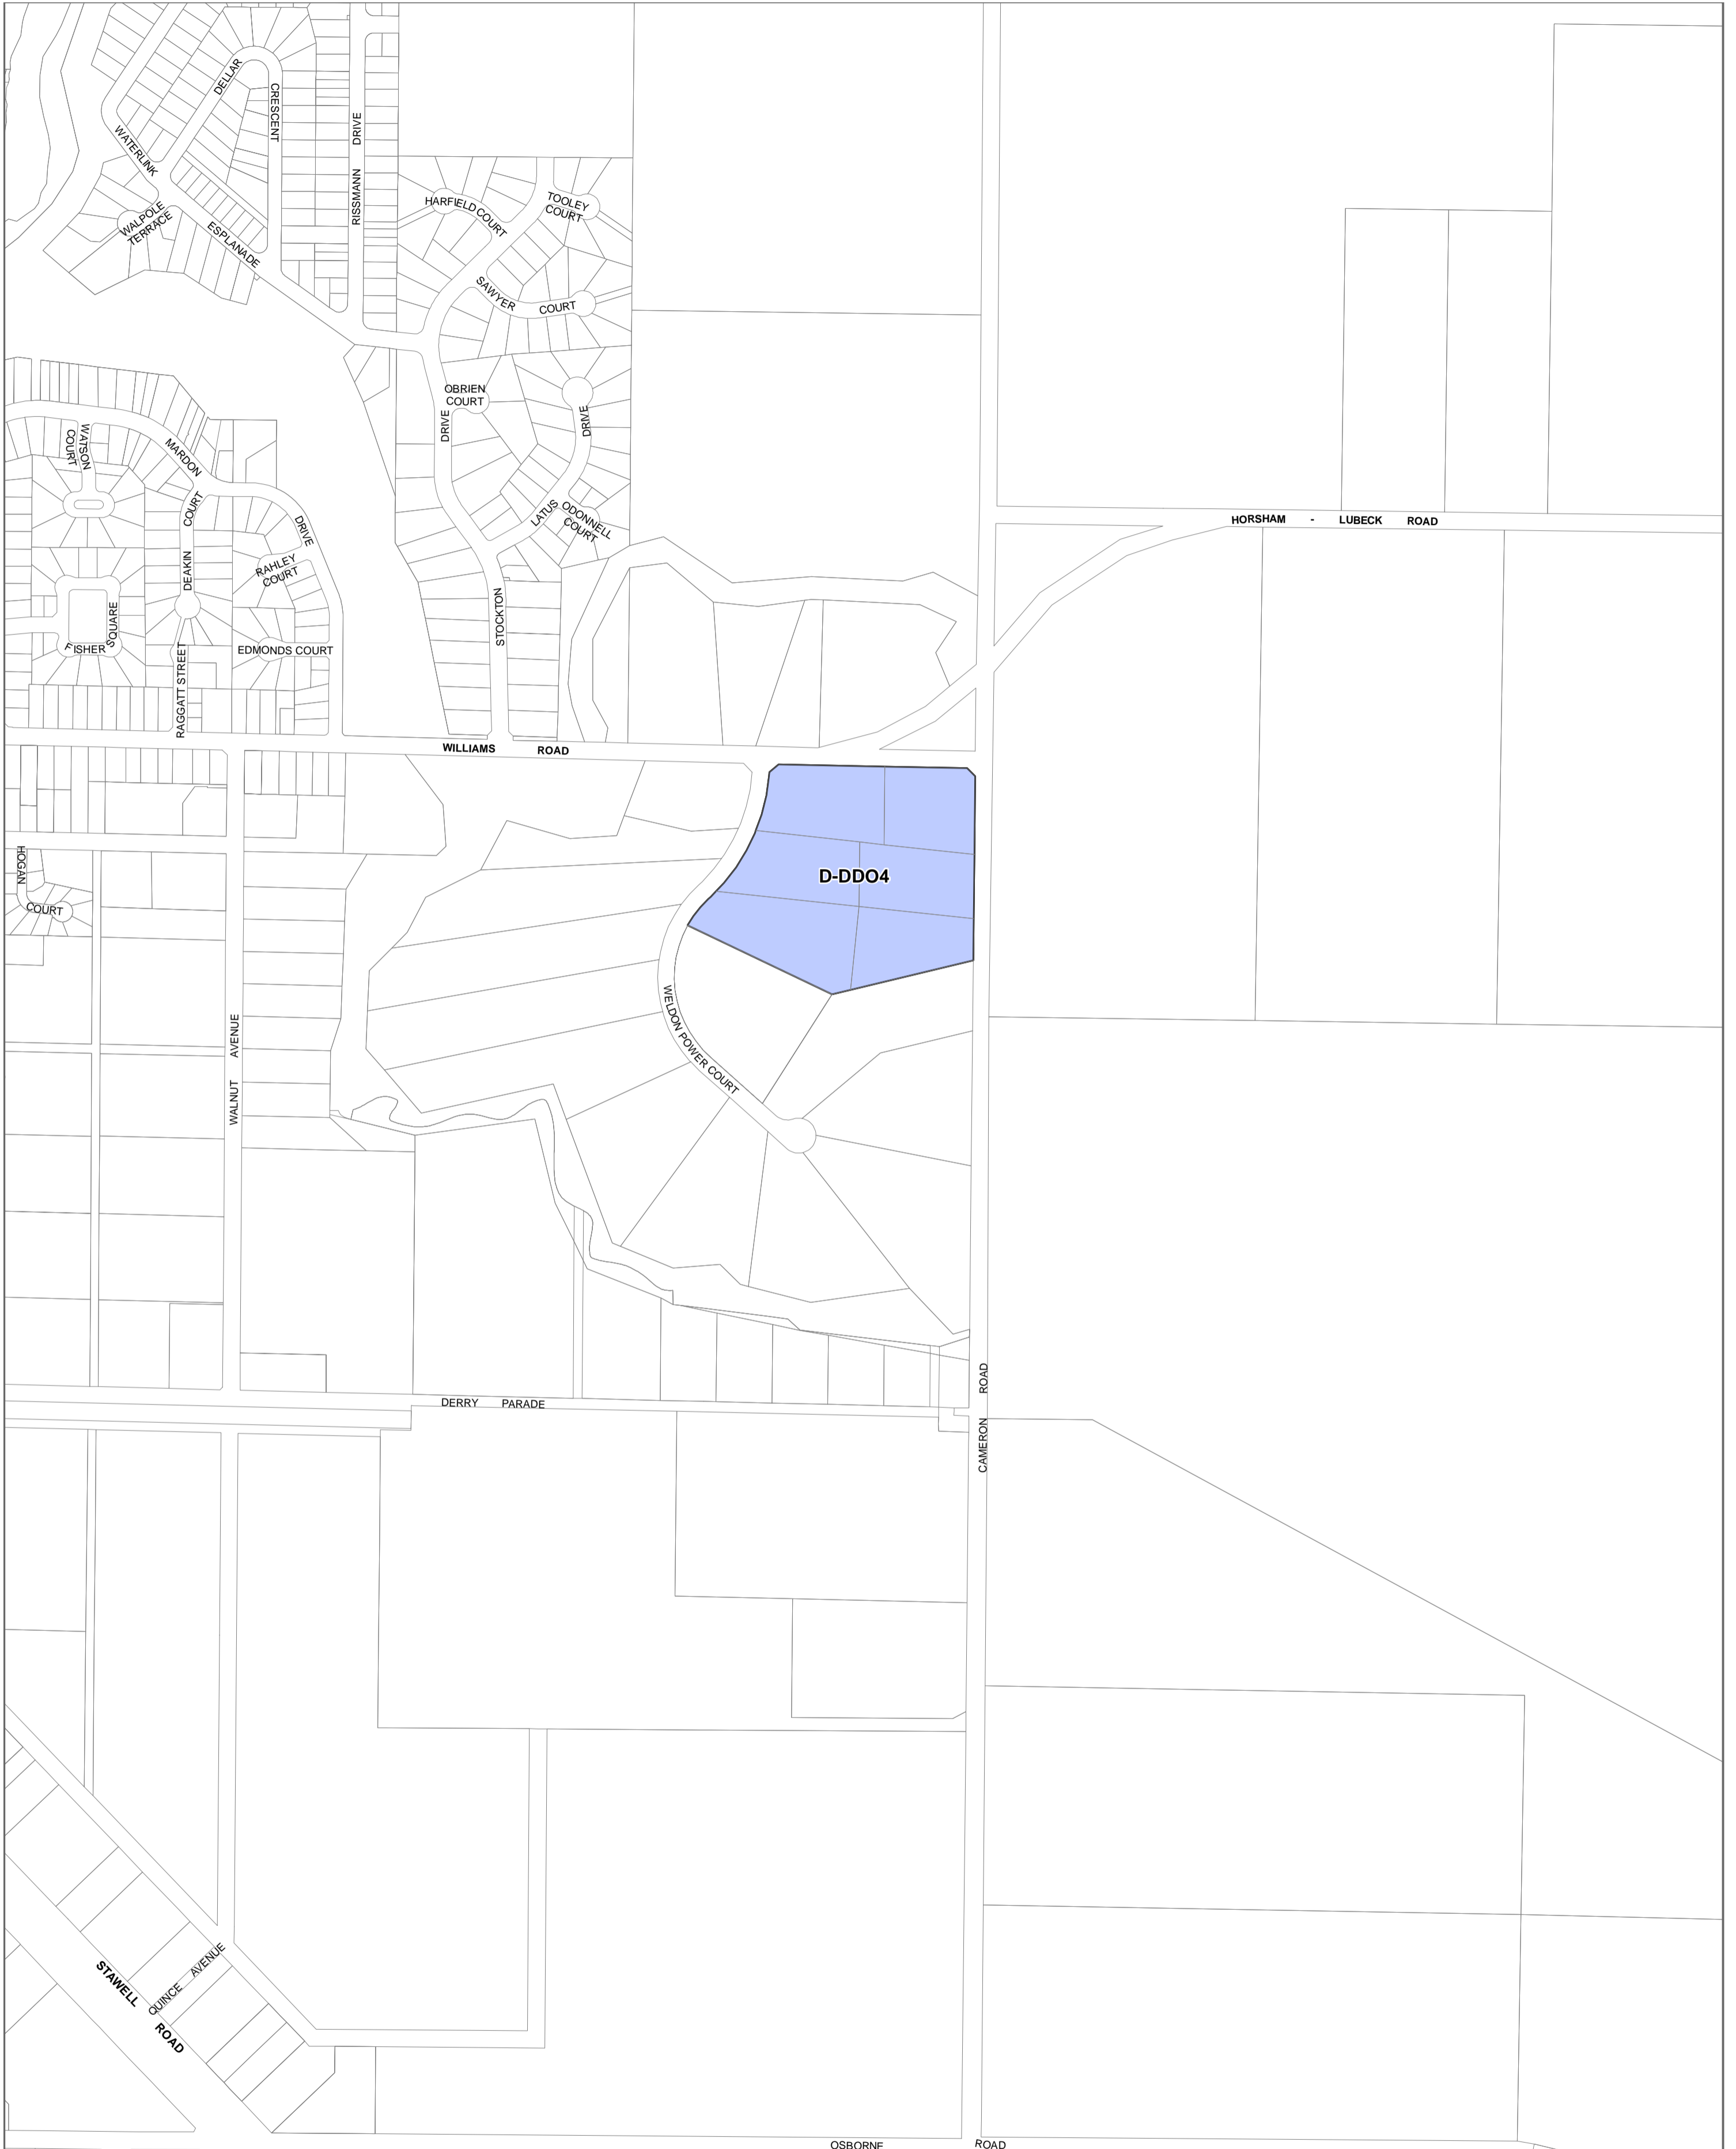 DELLAR
CRESCENT
WATERLINK
ESPLANADE
WALPOLE
TERRACE
RISSMANN DRIVE
HARFIELD COURT
TOOLEY
COURT
SAWYER COURT
OBRIEN
COURT
DRIVE
DRIVE
LATUS
ODONNELL
COURT
STOCKTON
WATSON
COURT
MARDON
DRIVE
DEAKIN COURT
RAHLEY
COURT
FISHER SQUARE
EDMONDS COURT
RAGGATT STREET
HORSHAM - LUBECK ROAD
WILLIAMS ROAD
D-DDO4
HOGAN
COURT
WELDON POWER COURT
WALNUT AVENUE
DERRY PARADE
CAMERON ROAD
STAWELL ROAD
QUINCE AVENUE
OSBORNE ROAD